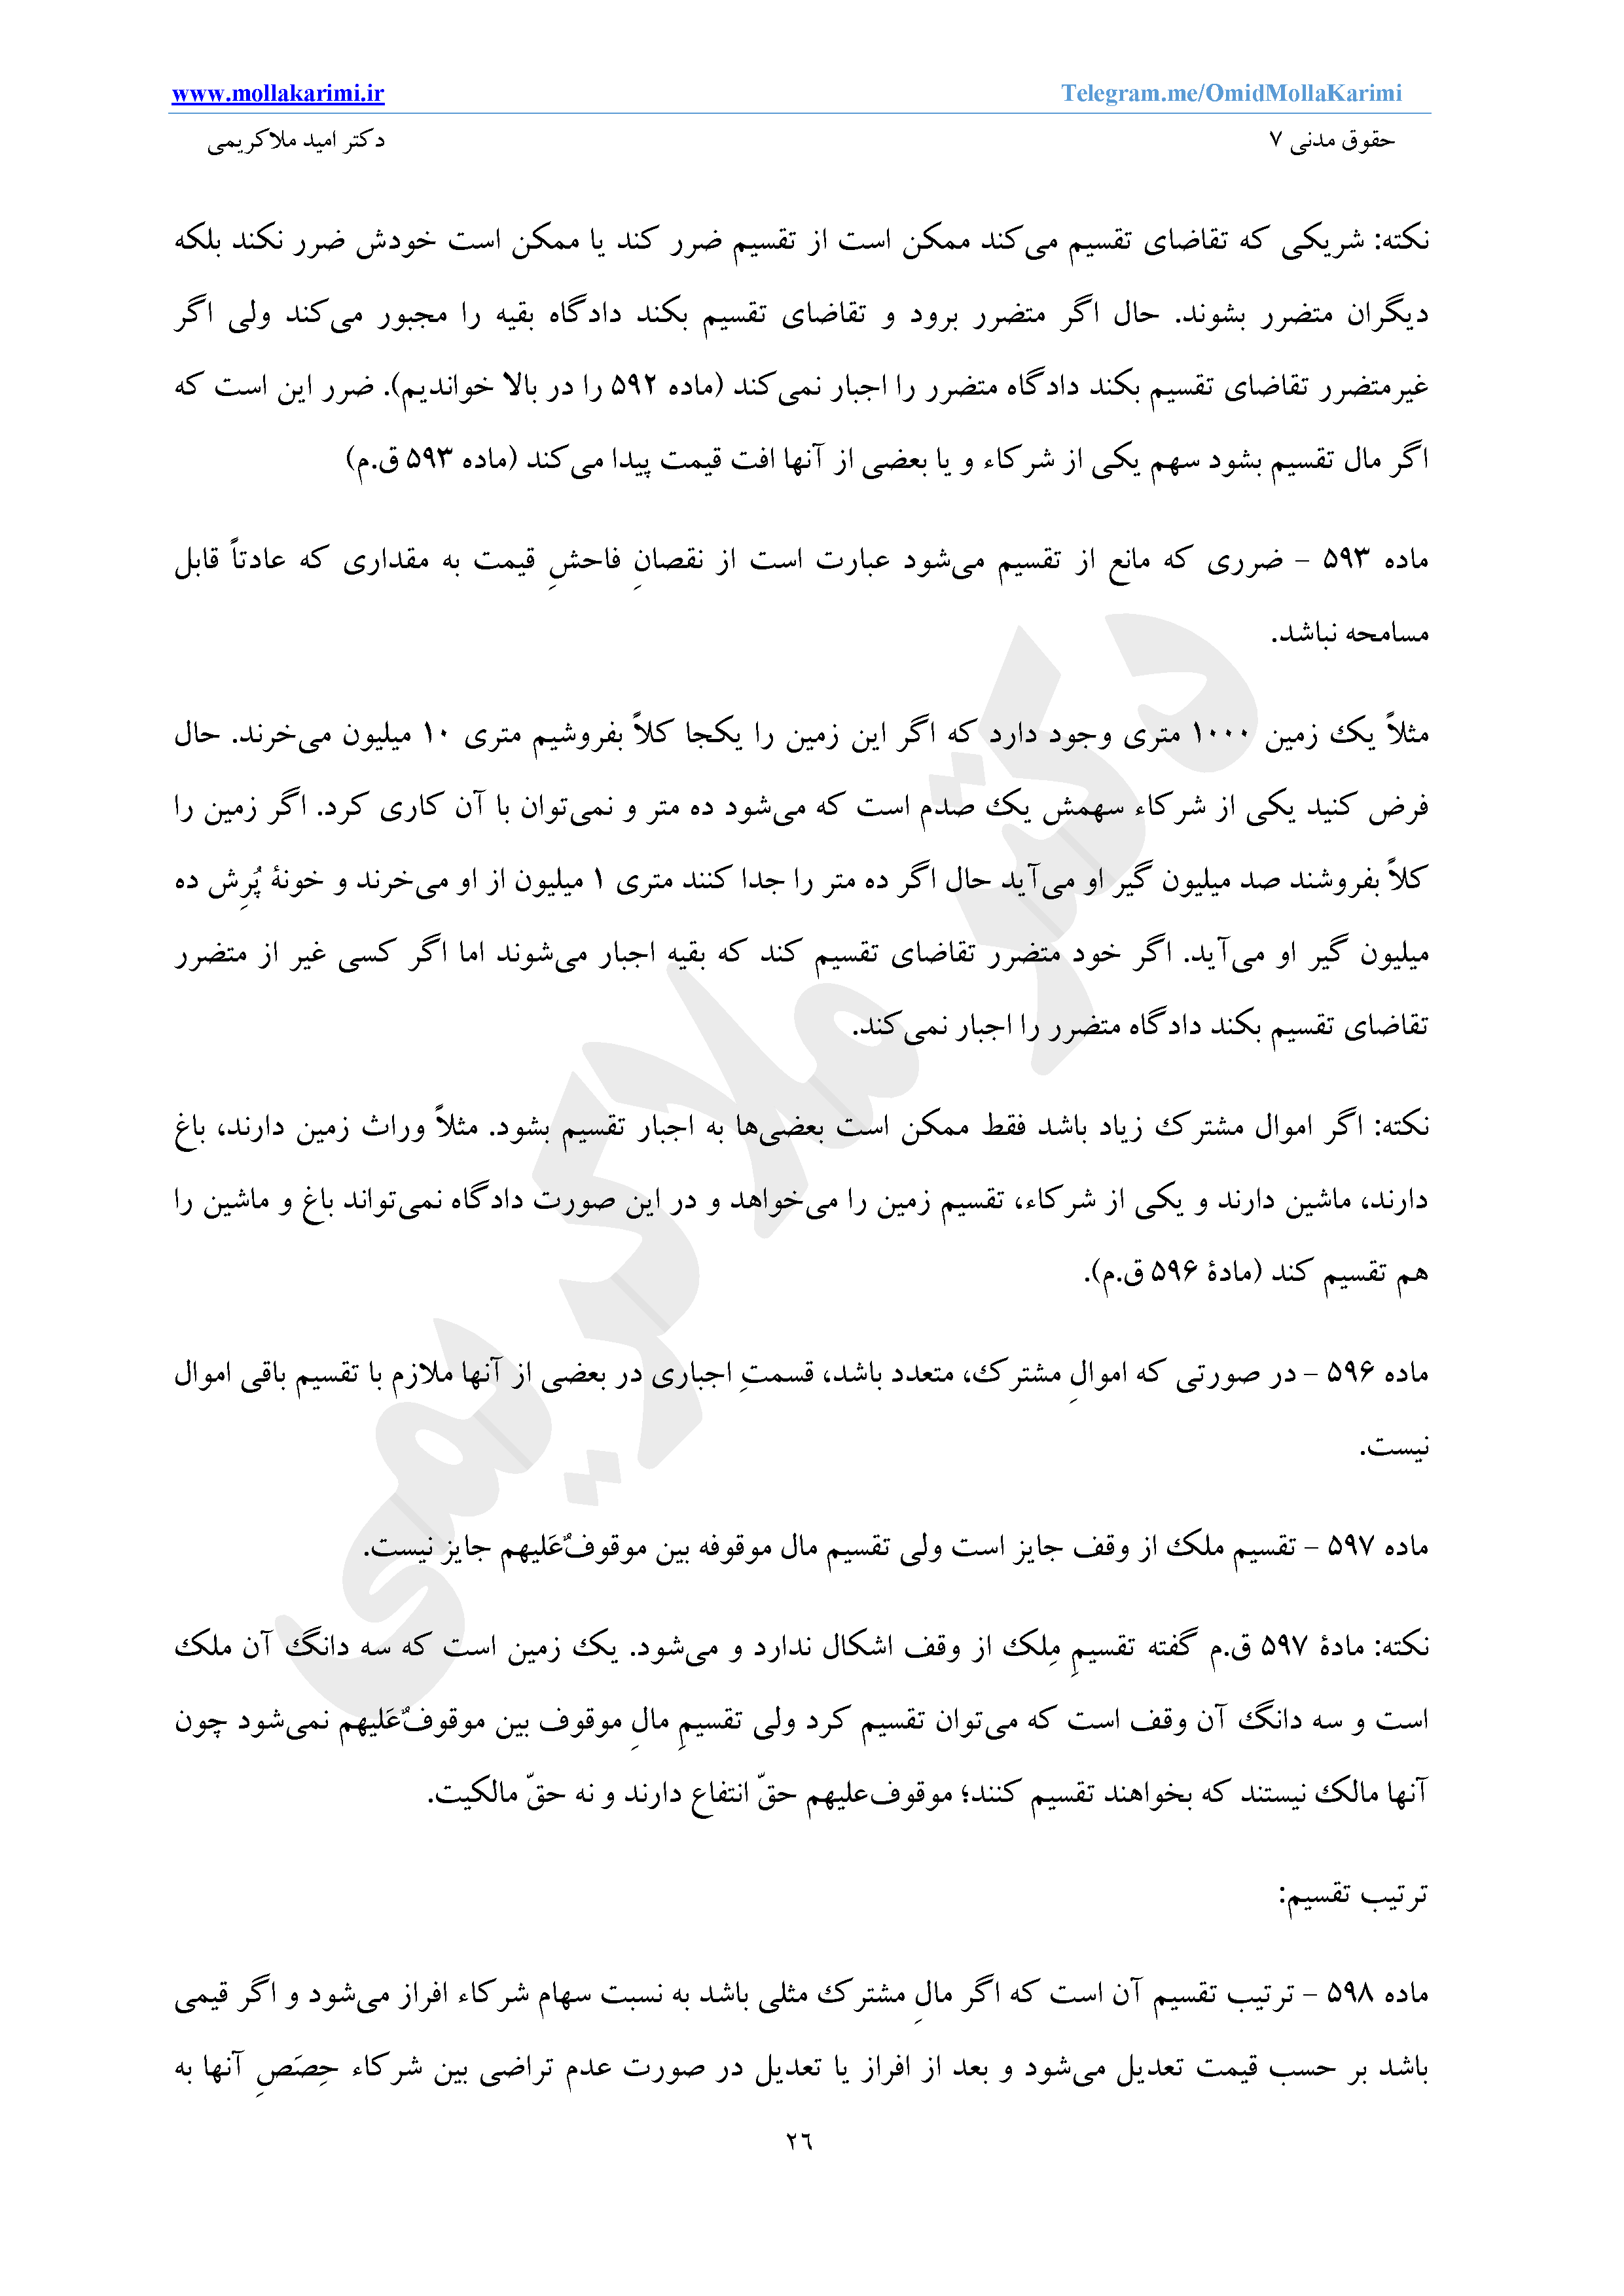 Telegram.me/OmidMollaKarimi www.mollakarimi.ir
حقوق مدنی ۷ دکتر امید ملاکریمی
نکته: شریکی که تقاضای تقسیم می‌کند ممکن است از تقسیم ضرر کند یا ممکن است خودش ضرر نکند بلکه
دیگران متضرر بشوند. حال اگر متضرر برود و تقاضای تقسیم بکند دادگاه بقیه را مجبور می‌کند ولی اگر
غیرمتضرر تقاضای تقسیم بکند دادگاه متضرر را اجبار نمی‌کند (ماده ۵۹۲ را در بالا خواندیم). ضرر این است که
اگر مال تقسیم بشود سهم یکی از شرکاء و یا بعضی از آنها افت قیمت پیدا می‌کند (ماده ۵۹۳ ق.م)
ماده ۵۹۳ – ضرری که مانع از تقسیم می‌شود عبارت است از نقصانِ فاحشِ قیمت به مقداری که عادتاً قابل
مسامحه نباشد.
مثلاً یک زمین ۱۰۰۰ متری وجود دارد که اگر این زمین را یکجا کلاً بفروشیم متری ۱۰ میلیون می‌خرند. حال
فرض کنید یکی از شرکاء سهمش یک صدم است که می‌شود ده متر و نمی‌توان با آن کاری کرد. اگر زمین را
کلاً بفروشند صد میلیون گیر او می‌آید حال اگر ده متر را جدا کنند متری ۱ میلیون از او می‌خرند و خونهٔ پُرِش ده
میلیون گیر او می‌آید. اگر خود متضرر تقاضای تقسیم کند که بقیه اجبار می‌شوند اما اگر کسی غیر از متضرر
تقاضای تقسیم بکند دادگاه متضرر را اجبار نمی‌کند.
نکته: اگر اموال مشترک زیاد باشد فقط ممکن است بعضی‌ها به اجبار تقسیم بشود. مثلاً وراث زمین دارند، باغ
دارند، ماشین دارند و یکی از شرکاء، تقسیم زمین را می‌خواهد و در این صورت دادگاه نمی‌تواند باغ و ماشین را
هم تقسیم کند (مادهٔ ۵۹۶ ق.م).
ماده ۵۹۶ – در صورتی که اموالِ مشترک، متعدد باشد، قسمتِ اجباری در بعضی از آنها ملازم با تقسیم باقی اموال
نیست.
ماده ۵۹۷ – تقسیم ملک از وقف جایز است ولی تقسیم مال موقوفه بین موقوفٌ‌عَلیهم جایز نیست.
نکته: مادهٔ ۵۹۷ ق.م گفته تقسیمِ مِلک از وقف اشکال ندارد و می‌شود. یک زمین است که سه دانگ آن ملک
است و سه دانگ آن وقف است که می‌توان تقسیم کرد ولی تقسیمِ مالِ موقوف بین موقوفٌ‌عَلیهم نمی‌شود چون
آنها مالک نیستند که بخواهند تقسیم کنند؛ موقوف‌علیهم حقّ انتفاع دارند و نه حقّ مالکیت.
ترتیب تقسیم:
ماده ۵۹۸ – ترتیب تقسیم آن است که اگر مالِ مشترک مثلی باشد به نسبت سهام شرکاء افراز می‌شود و اگر قیمی
باشد بر حسب قیمت تعدیل می‌شود و بعد از افراز یا تعدیل در صورت عدم تراضی بین شرکاء حِصَصِ آنها به
۲٦
دکتر ملاکریمی